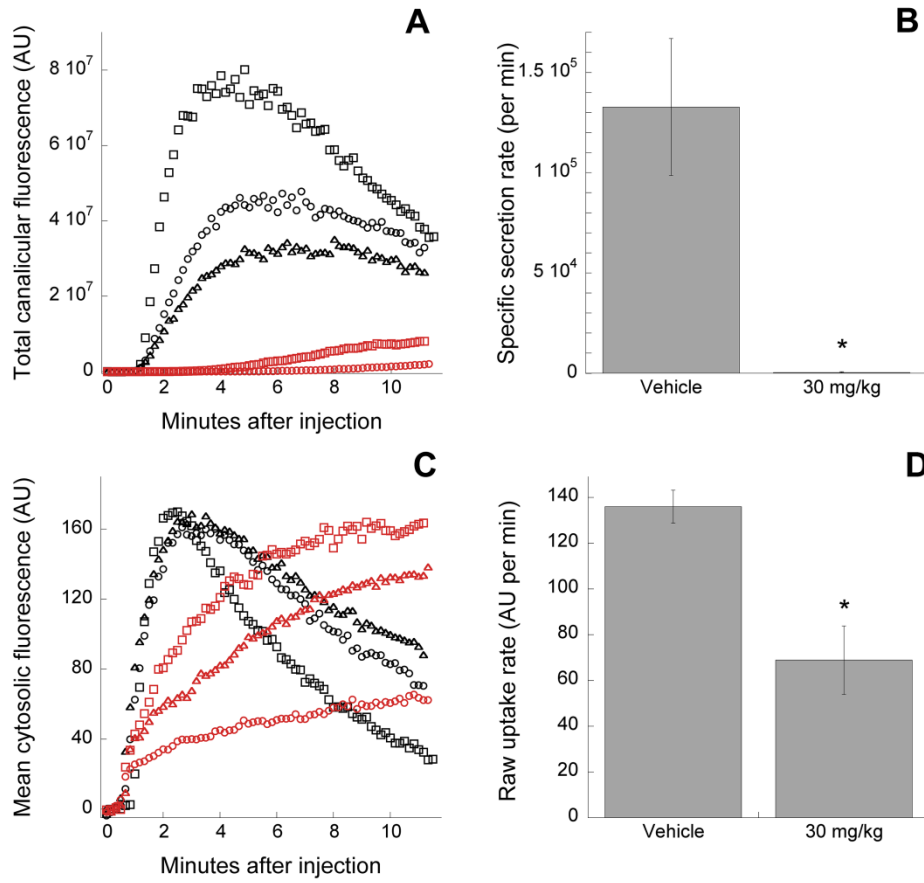 A
Total canalicular fluorescence (AU)
8 10⁷
6 10⁷
4 10⁷
2 10⁷
0
0 2 4 6 8 10
Minutes after injection
B
Specific secretion rate (per min)
1.5 10⁵
1 10⁵
5 10⁴
0
*
Vehicle 30 mg/kg
C
Mean cytosolic fluorescence (AU)
160
120
80
40
0
0 2 4 6 8 10
Minutes after injection
D
Raw uptake rate (AU per min)
140
120
100
80
60
40
20
0
*
Vehicle 30 mg/kg